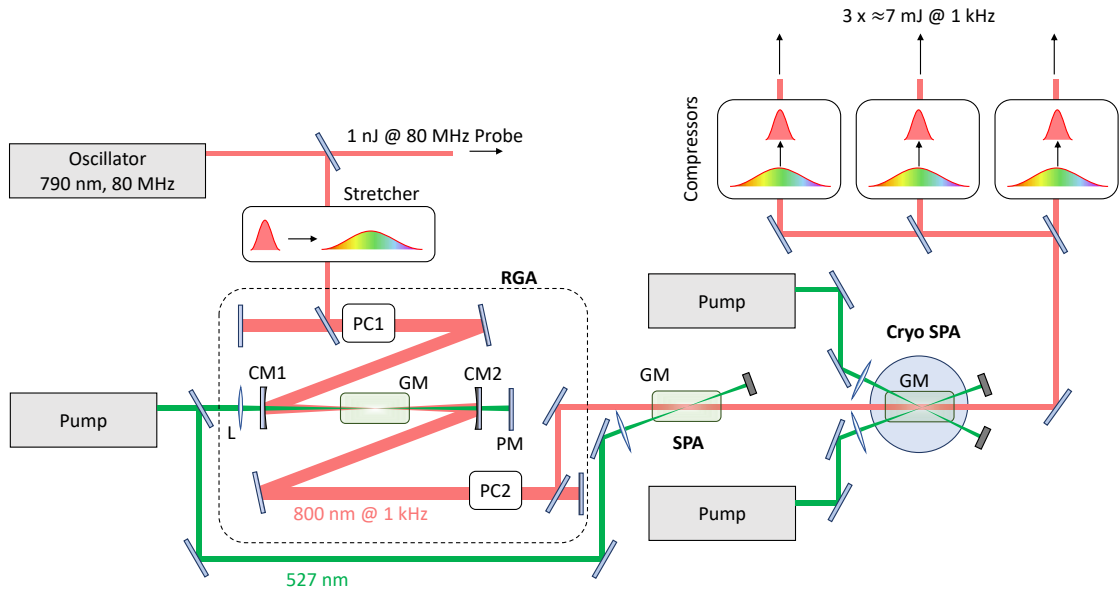 3 x ≈7 mJ @ 1 kHz
Compressors
1 nJ @ 80 MHz Probe
Oscillator
790 nm, 80 MHz
Stretcher
RGA
PC1
Pump
Cryo SPA
CM1
GM
CM2
GM
GM
Pump
L
PM
SPA
PC2
800 nm @ 1 kHz
Pump
527 nm